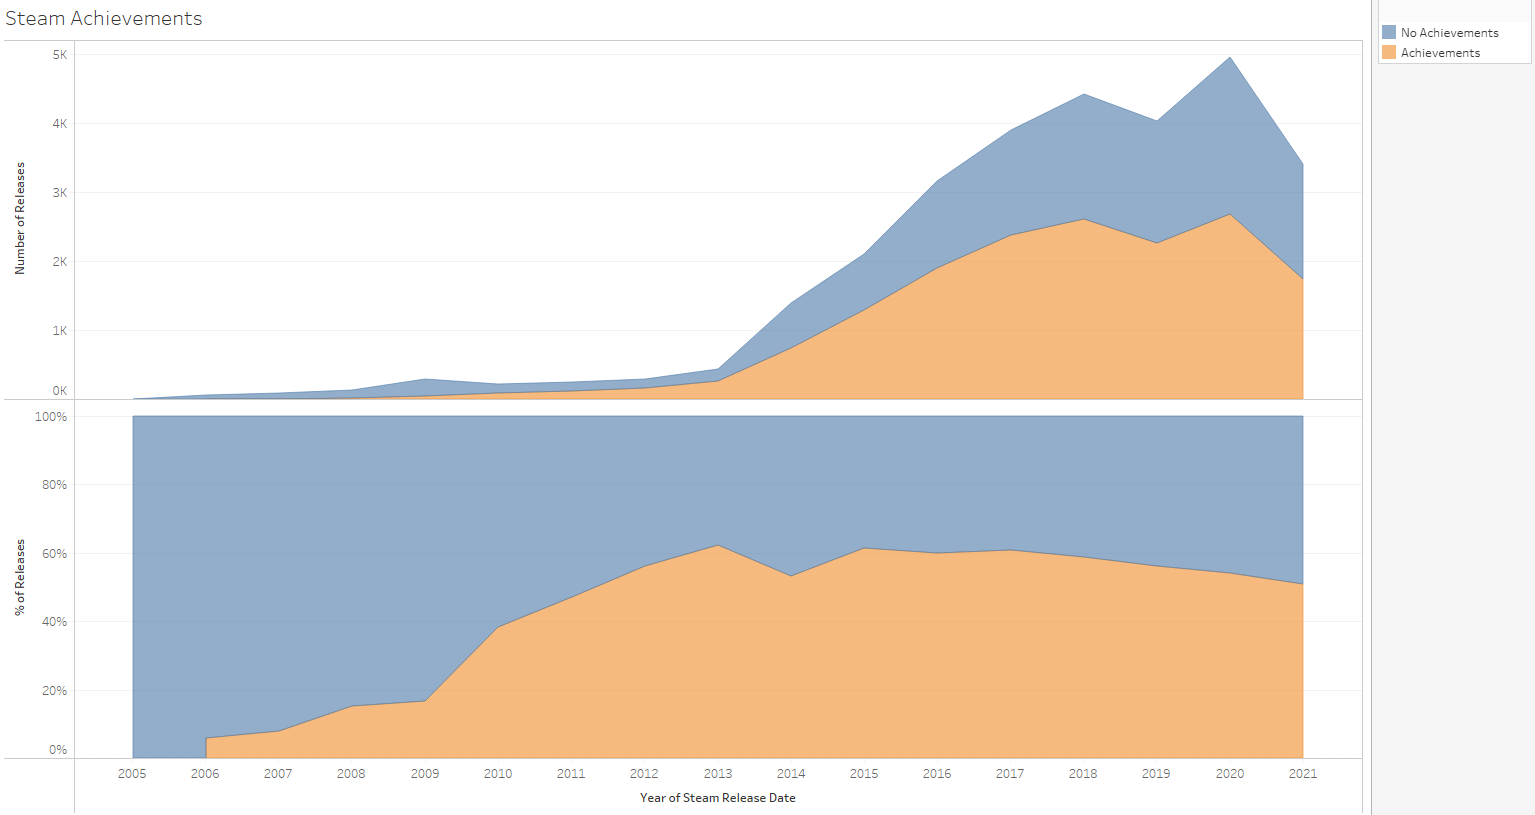 Steam Achievements
No Achievements
Achievements
Number of Releases
5K
4K
3K
2K
1K
0K
% of Releases
100%
80%
60%
40%
20%
0%
2005 2006 2007 2008 2009 2010 2011 2012 2013 2014 2015 2016 2017 2018 2019 2020 2021
Year of Steam Release Date